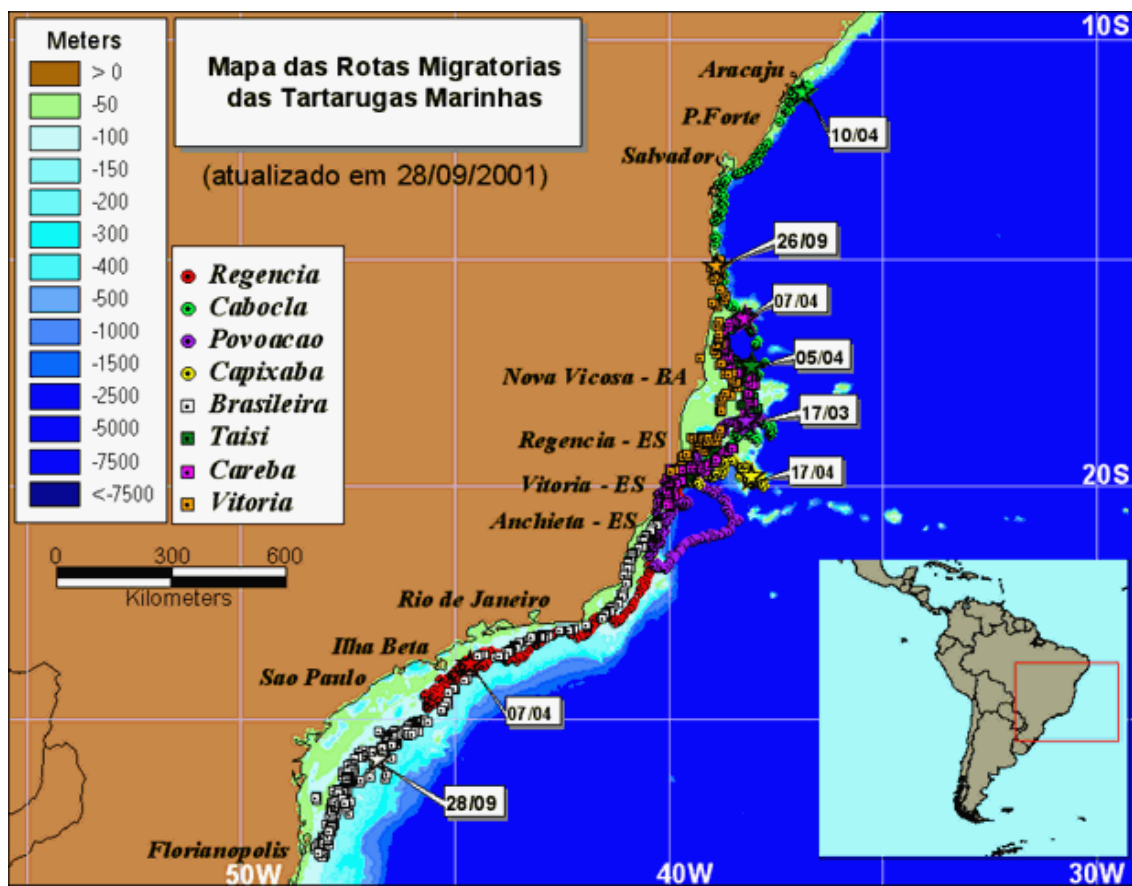 Meters
> 0
-50
-100
-150
-200
-300
-400
-500
-1000
-1500
-2500
-5000
-7500
<-7500
Mapa das Rotas Migratorias
das Tartarugas Marinhas
(atualizado em 28/09/2001)
Regencia
Cabocla
Povoacao
Capixaba
Brasileira
Taisi
Careba
Vitoria
0 300 600
Kilometers
10S
Aracaju
10/04
P.Forte
Salvador
26/09
07/04
05/04
Nova Vicosa - BA
17/03
Regencia - ES
17/04
Vitoria - ES
20S
Anchieta - ES
Rio de Janeiro
Ilha Beta
Sao Paulo
07/04
28/09
Florianopolis
50W
40W
30W